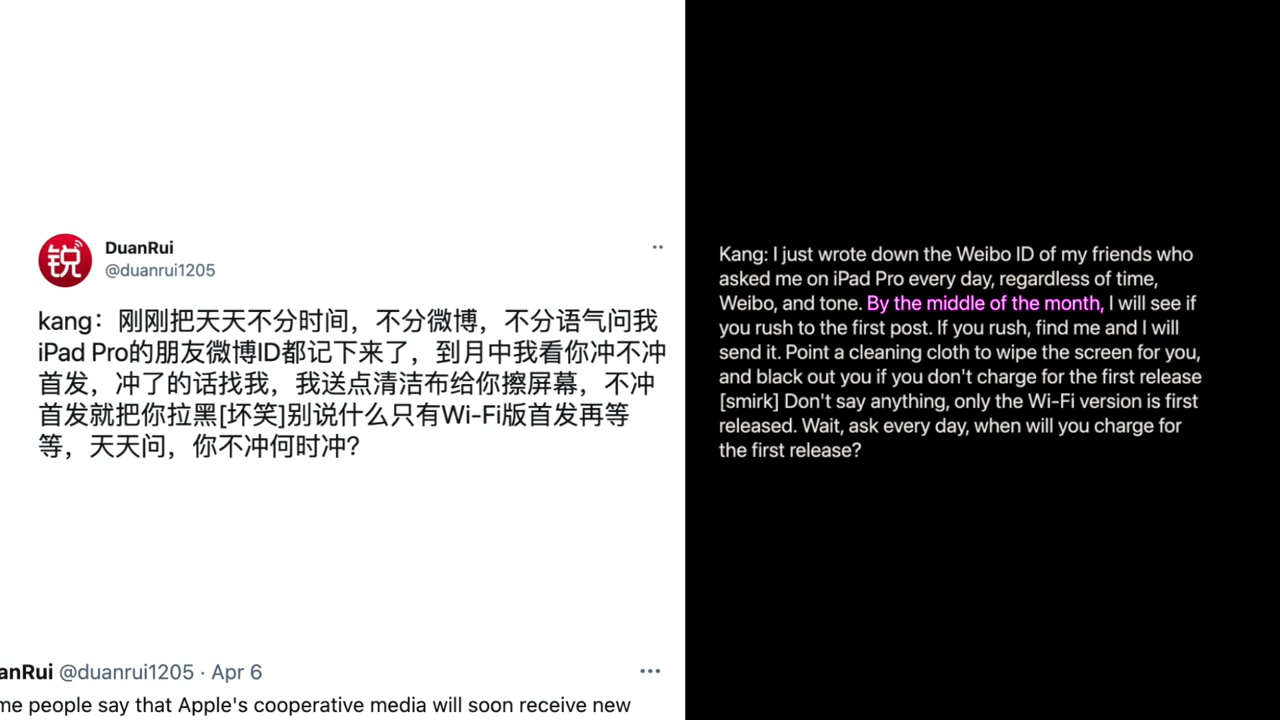 锐
DuanRui
@duanrui1205
kang：刚刚把天天不分时间，不分微博，不分语气问我
iPad Pro的朋友微博ID都记下来了，到月中我看你冲不冲
首发，冲了的话找我，我送点清洁布给你擦屏幕，不冲
首发就把你拉黑[坏笑]别说什么只有Wi-Fi版首发再等
等，天天问，你不冲何时冲?
anRui @duanrui1205 · Apr 6
me people say that Apple's cooperative media will soon receive new
Kang: I just wrote down the Weibo ID of my friends who
asked me on iPad Pro every day, regardless of time,
Weibo, and tone. By the middle of the month, I will see if
you rush to the first post. If you rush, find me and I will
send it. Point a cleaning cloth to wipe the screen for you,
and black out you if you don't charge for the first release
[smirk] Don't say anything, only the Wi-Fi version is first
released. Wait, ask every day, when will you charge for
the first release?